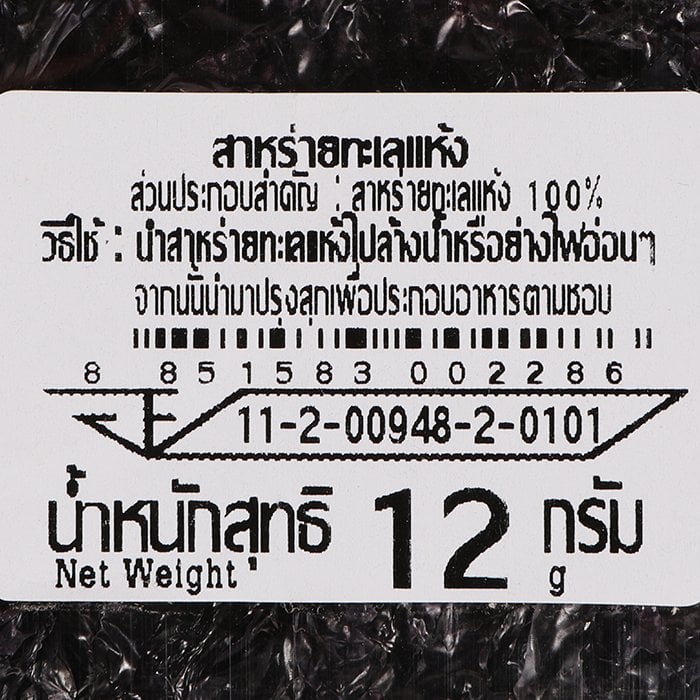 สาหร่ายทะเลแห้ง
ส่วนประกอบสำคัญ : สาหร่ายทะเลแห้ง 100%
วิธีใช้ : นำสาหร่ายทะเลแห้งไปล้างน้ำหรือย่างไฟอ่อนๆ
จากนั้นนำมาปรุงสุกเพื่อประกอบอาหารตามชอบ
8 851583 002286
11-2-00948-2-0101
น้ำหนักสุทธิ 12 กรัม
Net Weight g